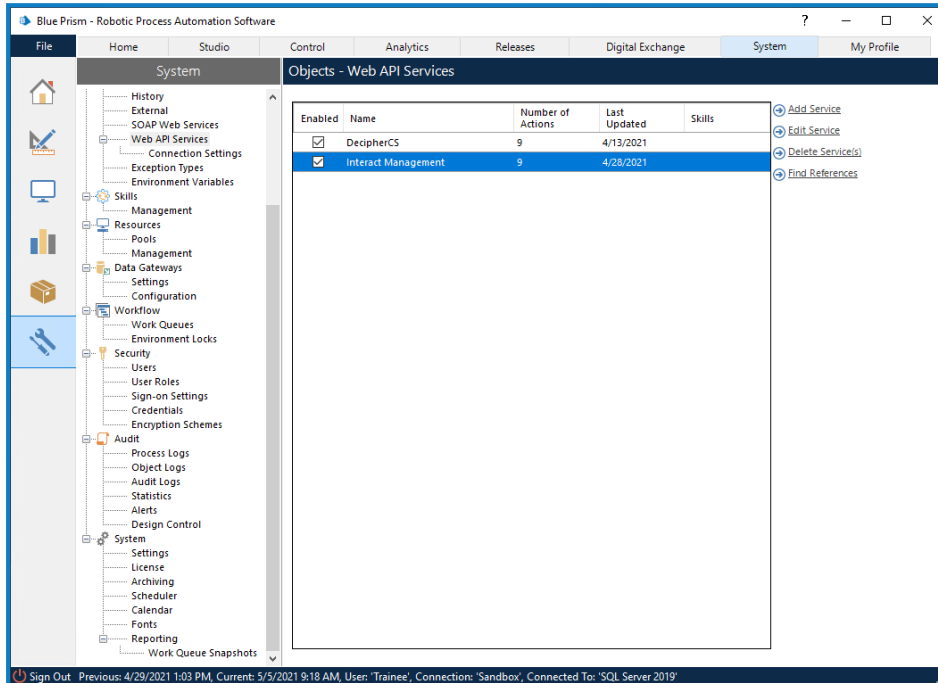 Blue Prism - Robotic Process Automation Software
?
File Home Studio Control Analytics Releases Digital Exchange System My Profile
System
Objects - Web API Services
History
External
SOAP Web Services
Web API Services
Connection Settings
Exception Types
Environment Variables
Skills
Management
Resources
Pools
Management
Data Gateways
Settings
Configuration
Workflow
Work Queues
Environment Locks
Security
Users
User Roles
Sign-on Settings
Credentials
Encryption Schemes
Audit
Process Logs
Object Logs
Audit Logs
Statistics
Alerts
Design Control
System
Settings
License
Archiving
Scheduler
Calendar
Fonts
Reporting
Work Queue Snapshots
Enabled Name Number of Actions Last Updated Skills
DecipherCS 9 4/13/2021
Interact Management 9 4/28/2021
Add Service
Edit Service
Delete Service(s)
Find References
Sign Out Previous: 4/29/2021 1:03 PM, Current: 5/5/2021 9:18 AM, User: 'Trainee', Connection: 'Sandbox', Connected To: 'SQL Server 2019'